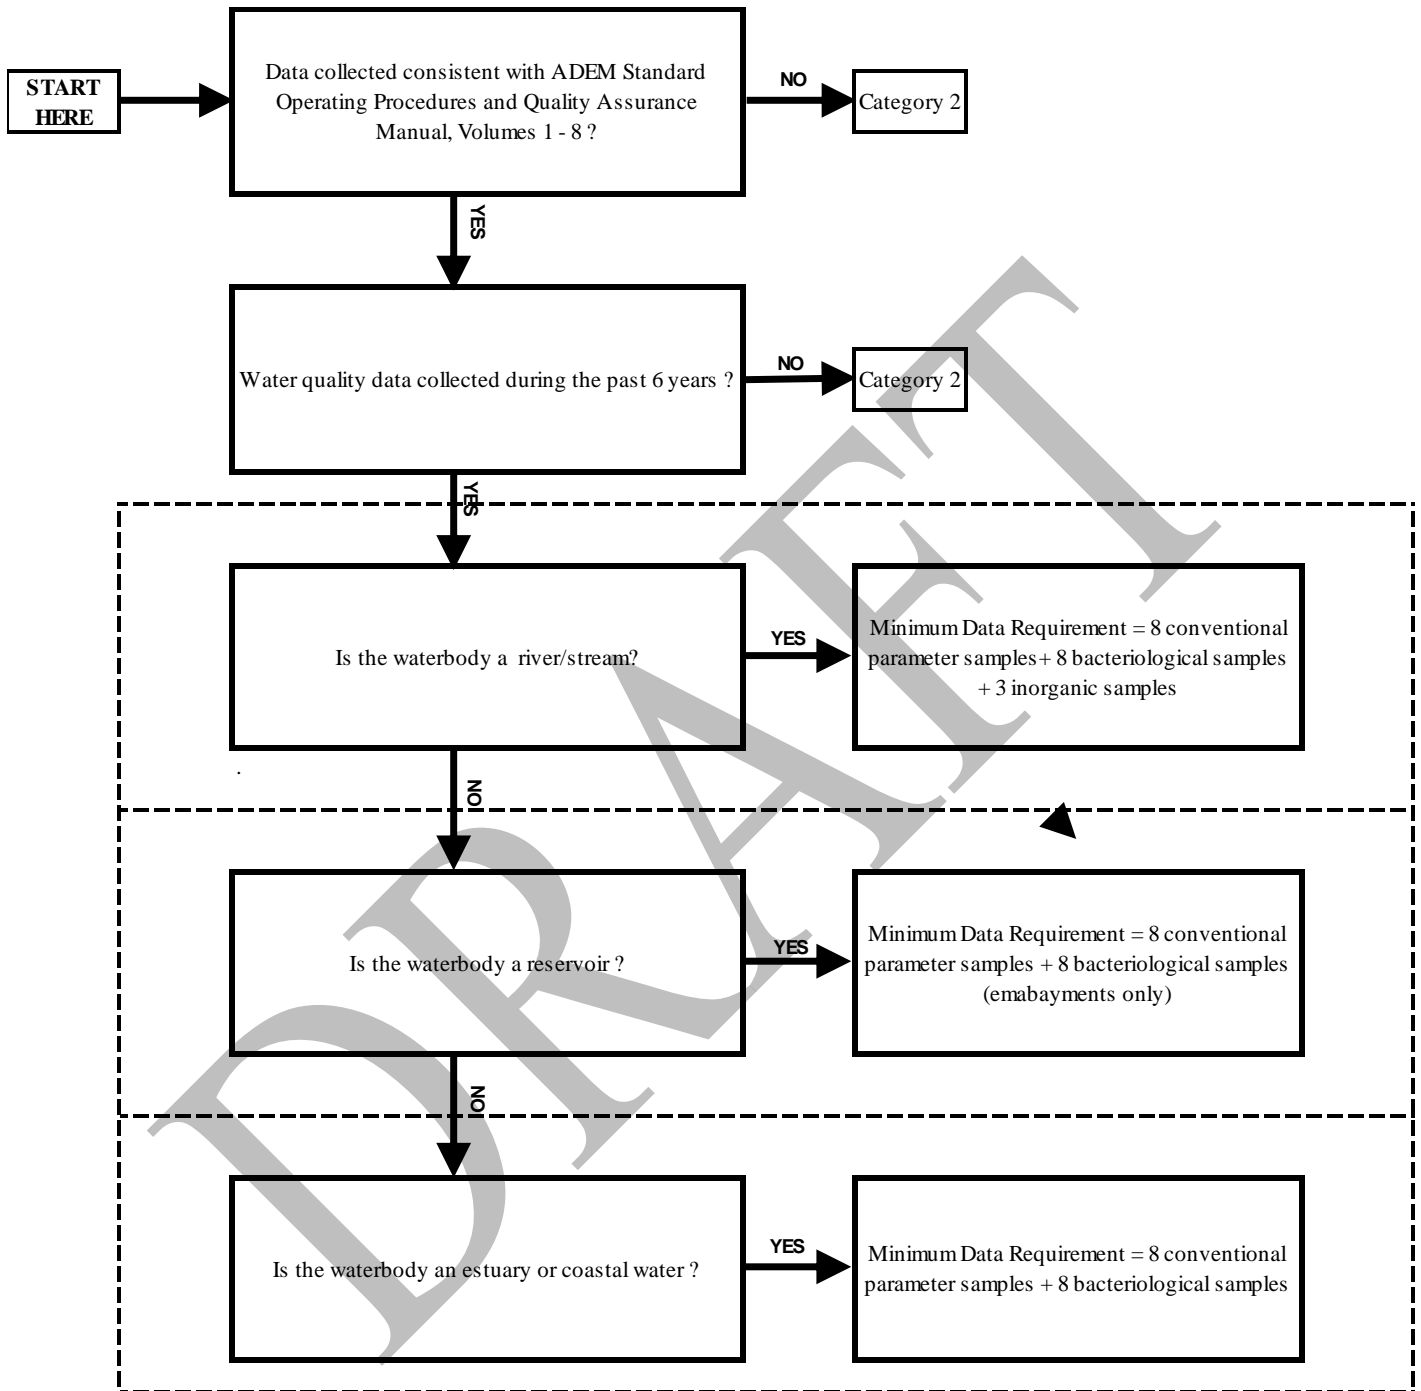 START
HERE
Data collected consistent with ADEM Standard
Operating Procedures and Quality Assurance
Manual, Volumes 1 - 8 ?
NO
Category 2
YES
Water quality data collected during the past 6 years ?
NO
Category 2
YES
Is the waterbody a river/stream?
YES
Minimum Data Requirement = 8 conventional
parameter samples+ 8 bacteriological samples
+ 3 inorganic samples
.
NO
Is the waterbody a reservoir ?
YES
Minimum Data Requirement = 8 conventional
parameter samples + 8 bacteriological samples
(emabayments only)
NO
Is the waterbody an estuary or coastal water ?
YES
Minimum Data Requirement = 8 conventional
parameter samples + 8 bacteriological samples
DRAFT